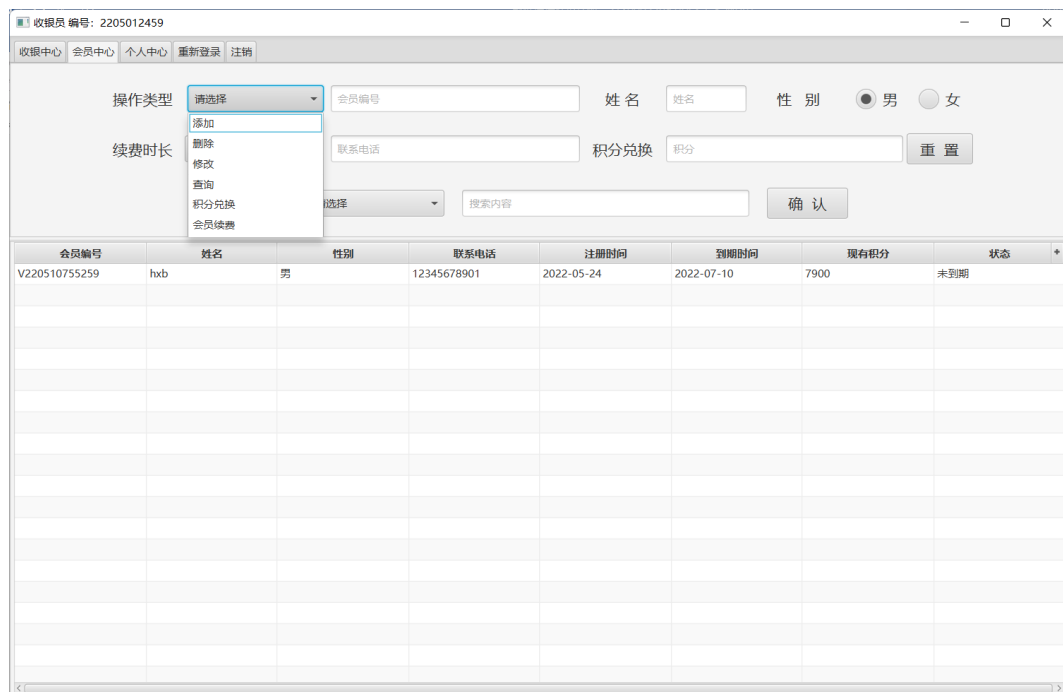 收银员 编号：2205012459
收银中心 会员中心 个人中心 重新登录 注销
操作类型 请选择 会员编号 姓 名 姓名 性 别 男 女
添加
删除
续费时长 联系电话 积分兑换 积分 重 置
修改
查询
积分兑换 选择 搜索内容 确 认
会员续费
会员编号 姓名 性别 联系电话 注册时间 到期时间 现有积分 状态 +
V220510755259 hxb 男 12345678901 2022-05-24 2022-07-10 7900 未到期